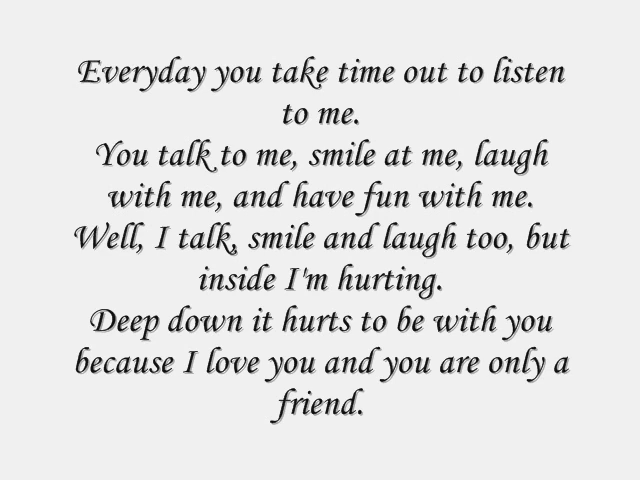 Everyday you take time out to listen
to me.
You talk to me, smile at me, laugh
with me, and have fun with me.
Well, I talk, smile and laugh too, but
inside I'm hurting.
Deep down it hurts to be with you
because I love you and you are only a
friend.